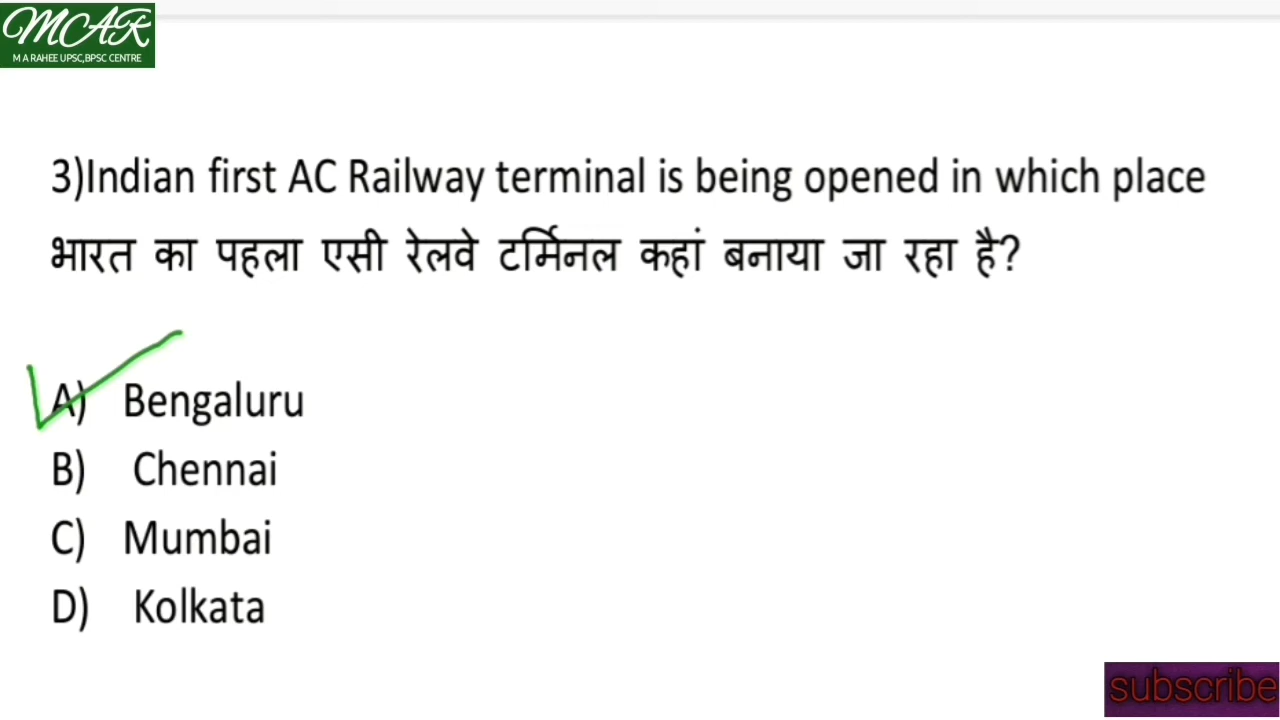 MCAR
M A RAHEE UPSC,BPSC CENTRE
3)Indian first AC Railway terminal is being opened in which place
भारत का पहला एसी रेलवे टर्मिनल कहां बनाया जा रहा है?
A) Bengaluru
B) Chennai
C) Mumbai
D) Kolkata
subscribe